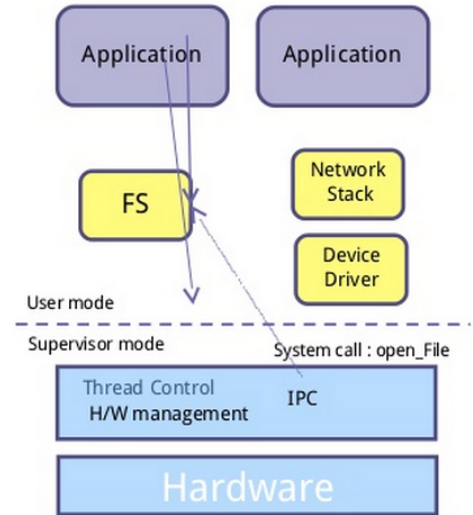 Application
Application
FS
Network
Stack
Device
Driver
User mode
Supervisor mode
System call : open_File
Thread Control
IPC
H/W management
Hardware